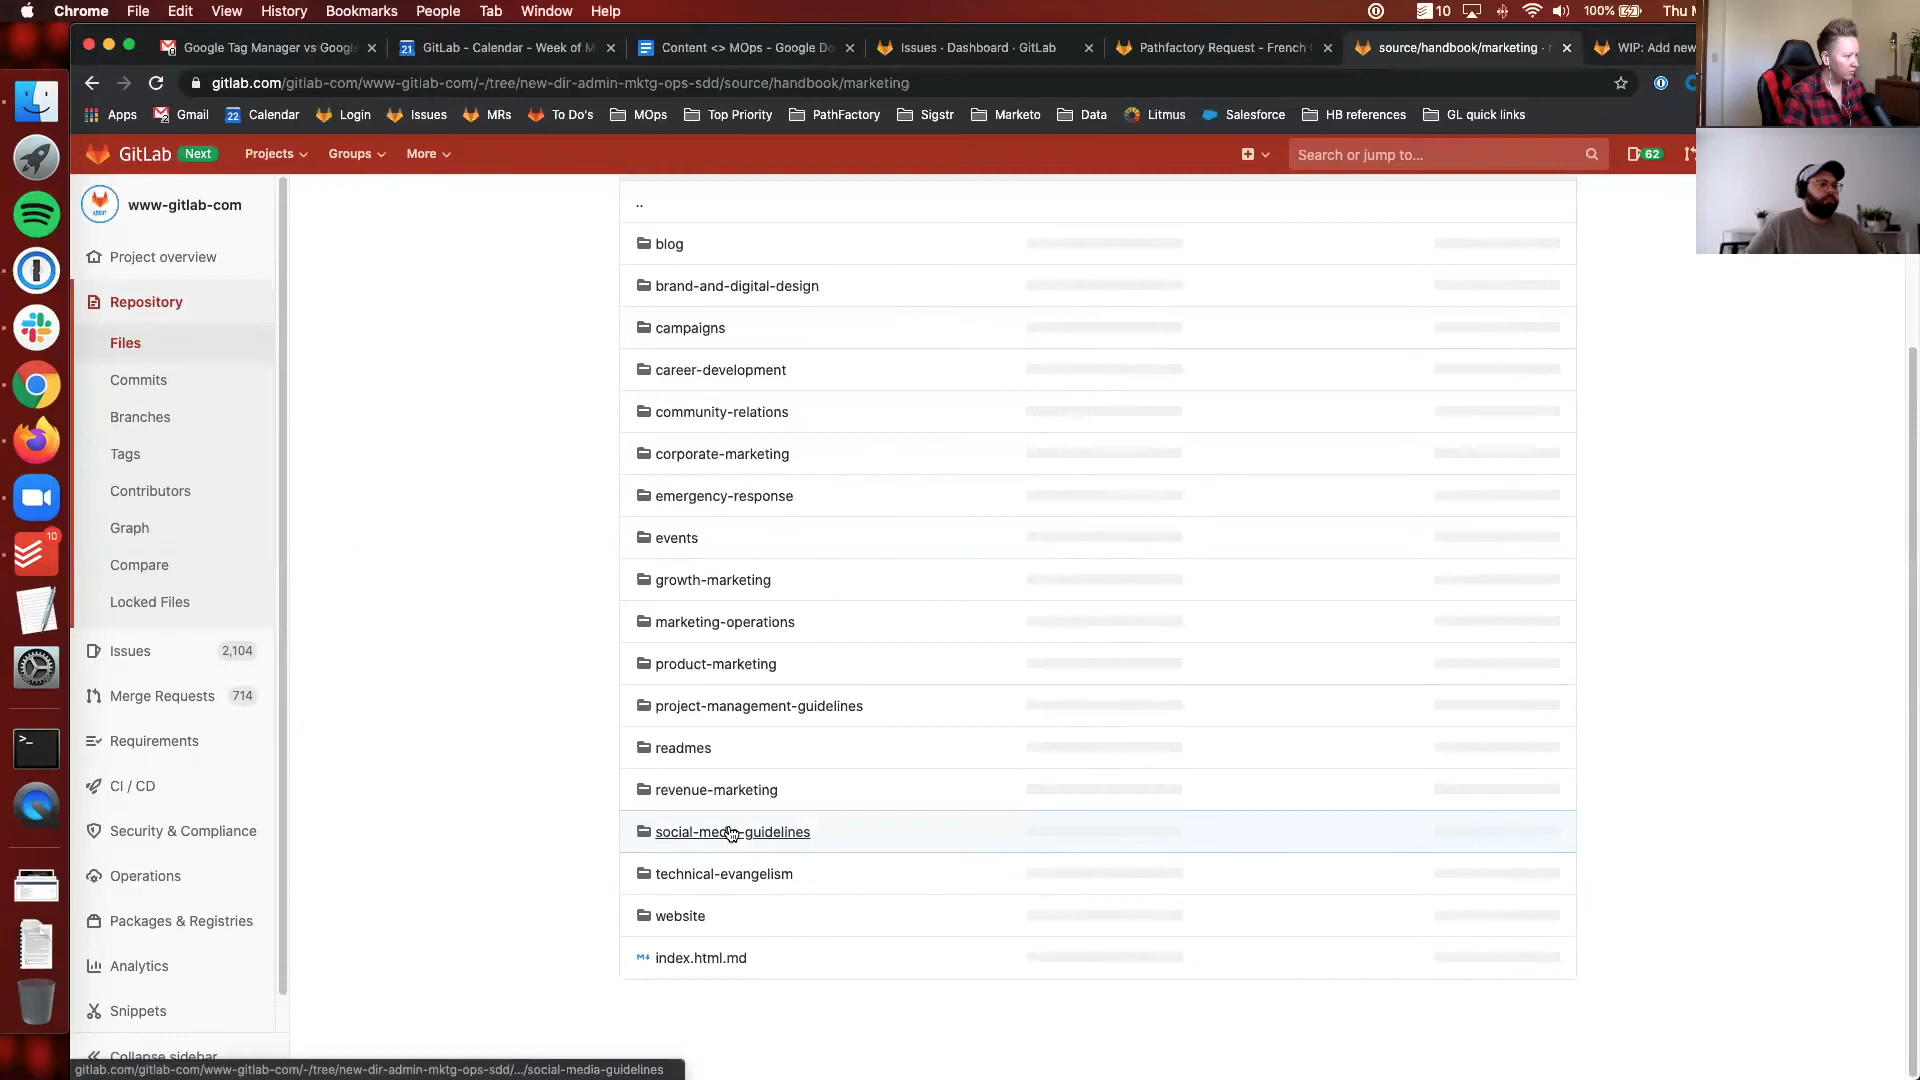 Chrome File Edit View History Bookmarks People Tab Window Help
10 100% Thu
Google Tag Manager vs Google
GitLab - Calendar - Week of M
Content <> MOps - Google Do
Issues · Dashboard · GitLab
Pathfactory Request - French
source/handbook/marketing ·
WIP: Add new
gitlab.com/gitlab-com/www-gitlab-com/-/tree/new-dir-admin-mktg-ops-sdd/source/handbook/marketing
Apps Gmail Calendar Login Issues MRs To Do's MOps Top Priority PathFactory Sigstr Marketo Data Litmus Salesforce HB references GL quick links
GitLab Next Projects Groups More Search or jump to... 62
www-gitlab-com
Project overview
Repository
Files
Commits
Branches
Tags
Contributors
Graph
Compare
Locked Files
Issues 2,104
Merge Requests 714
Requirements
CI / CD
Security & Compliance
Operations
Packages & Registries
Analytics
Snippets
Collapse sidebar
..
blog
brand-and-digital-design
campaigns
career-development
community-relations
corporate-marketing
emergency-response
events
growth-marketing
marketing-operations
product-marketing
project-management-guidelines
readmes
revenue-marketing
social-media-guidelines
technical-evangelism
website
index.html.md
10
gitlab.com/gitlab-com/www-gitlab-com/-/tree/new-dir-admin-mktg-ops-sdd/.../social-media-guidelines